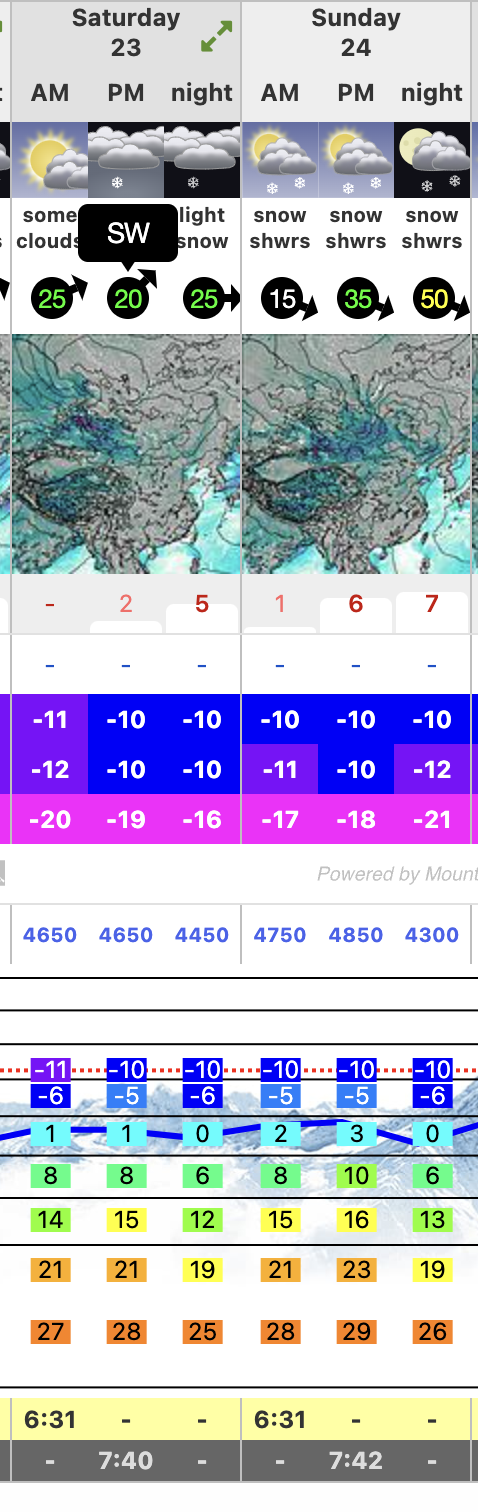 Saturday
23
Sunday
24
AM PM night AM PM night
some clouds
light snow
snow shwrs
snow shwrs
snow shwrs
SW
25 20 25 15 35 50
- 2 5 1 6 7
- - - - - -
-11 -10 -10 -10 -10 -10
-12 -10 -10 -11 -10 -12
-20 -19 -16 -17 -18 -21
Powered by Mount
4650 4650 4450 4750 4850 4300
-11 -10 -10 -10 -10 -10
-6 -5 -6 -5 -5 -6
1 1 0 2 3 0
8 8 6 8 10 6
14 15 12 15 16 13
21 21 19 21 23 19
27 28 25 28 29 26
6:31 - - 6:31 - -
- 7:40 - - 7:42 -